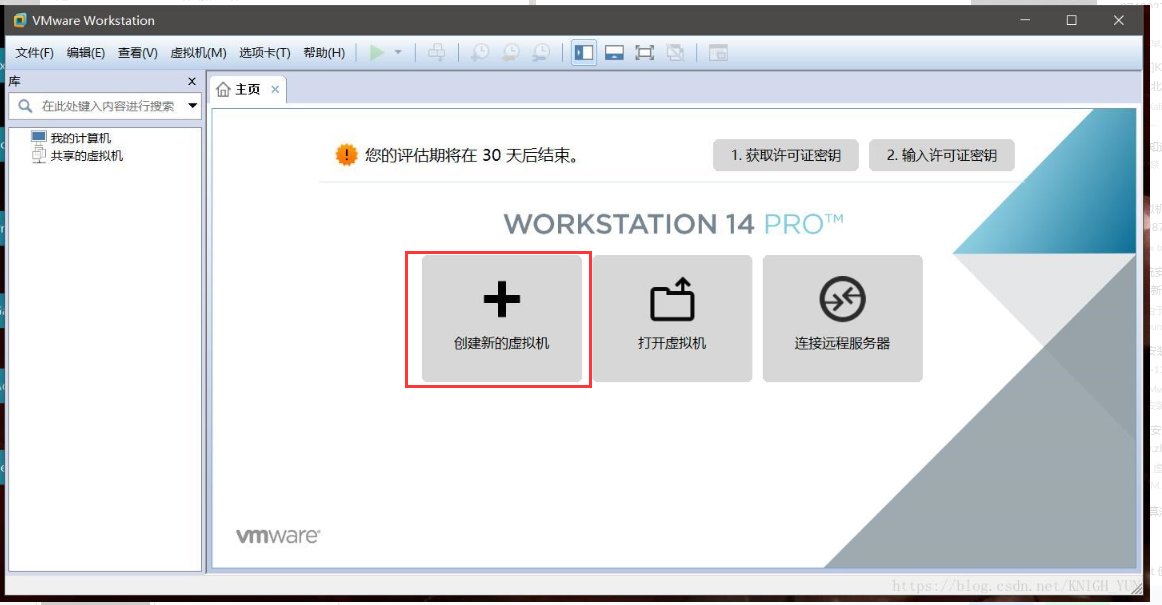 VMware Workstation
文件(F) 编辑(E) 查看(V) 虚拟机(M) 选项卡(T) 帮助(H)
库
在此处键入内容进行搜索
我的计算机
共享的虚拟机
主页
您的评估期将在 30 天后结束。
1. 获取许可证密钥
2. 输入许可证密钥
WORKSTATION 14 PRO™
创建新的虚拟机
打开虚拟机
连接远程服务器
vmware®
https://blog.csdn.net/KNIGH_YUN